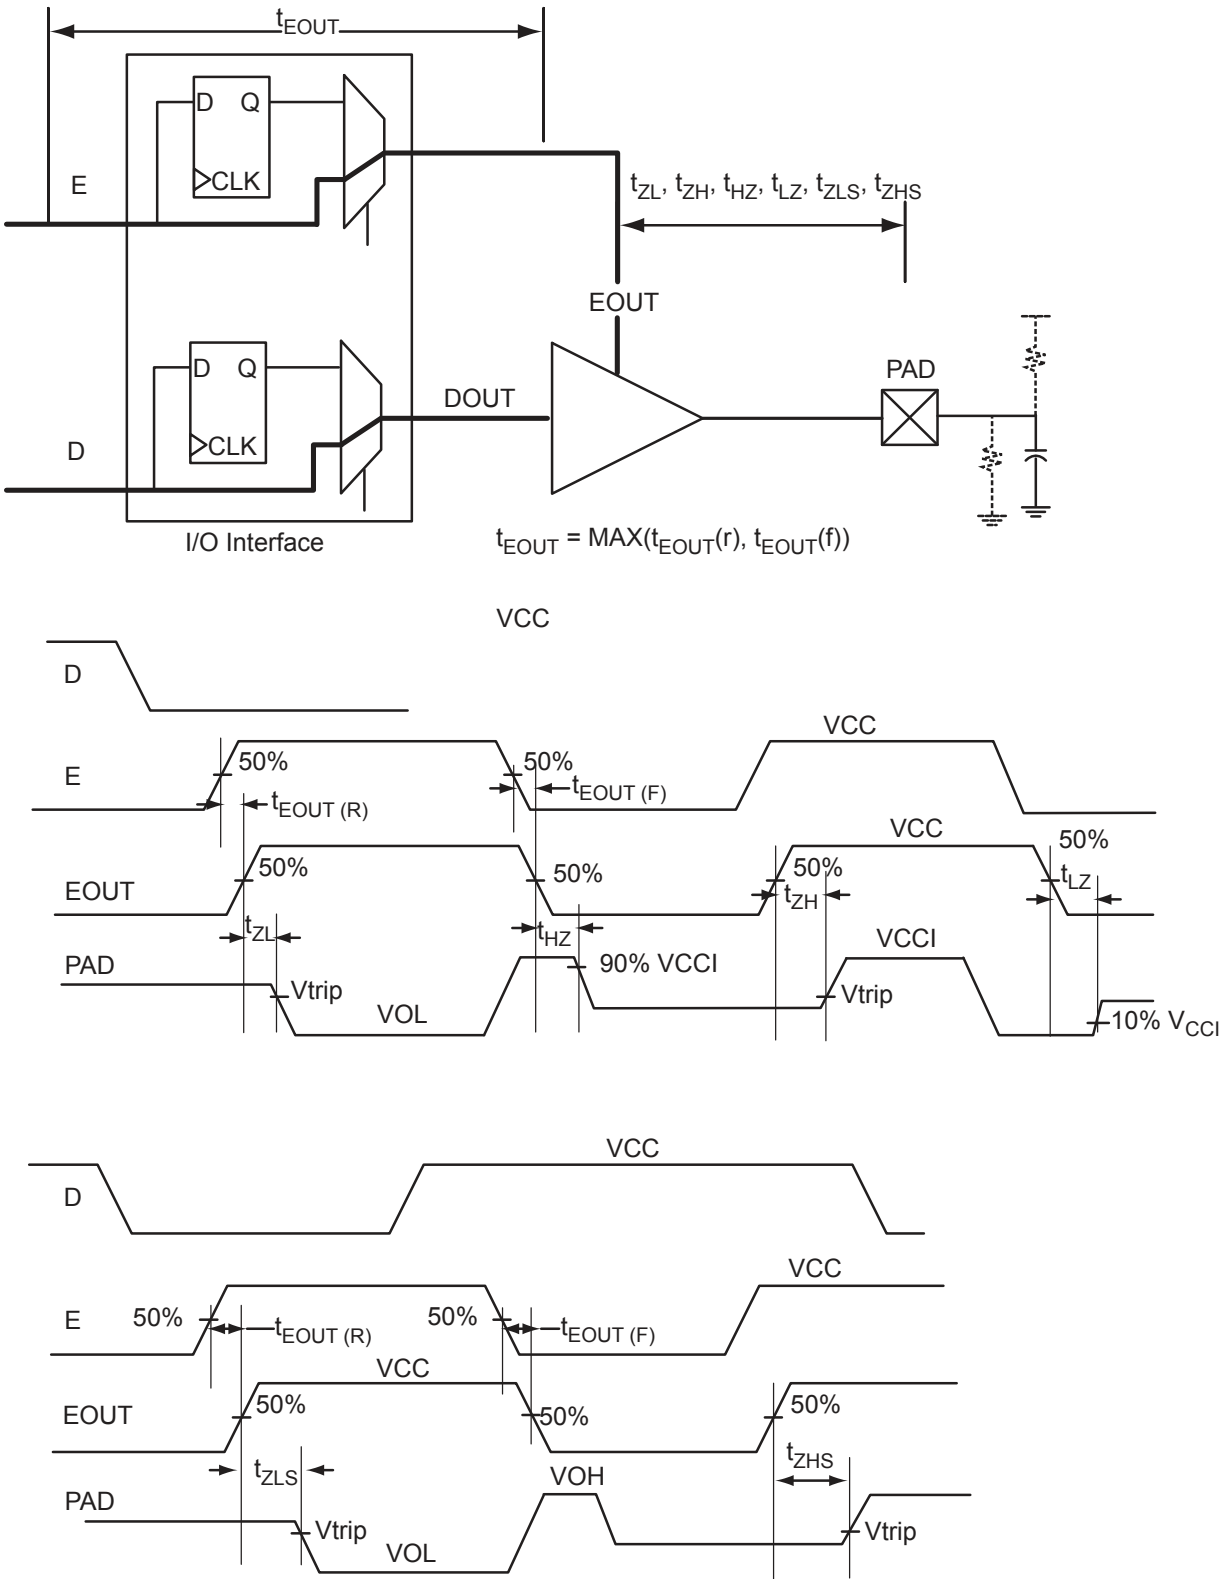 tEOUT
D Q
CLK
E
tZL, tZH, tHZ, tLZ, tZLS, tZHS
EOUT
D Q
CLK
DOUT
PAD
D
I/O Interface
tEOUT = MAX(tEOUT(r), tEOUT(f))
VCC
D
VCC
E
50%
50%
tEOUT (R)
tEOUT (F)
VCC
EOUT
50%
50%
50%
50%
tZL
tHZ
tZH
tLZ
PAD
Vtrip
VOL
90% VCCI
Vtrip
VCCI
10% VCCI
VCC
D
VCC
E
50%
50%
tEOUT (R)
tEOUT (F)
VCC
EOUT
50%
50%
50%
tZLS
tZHS
PAD
VOH
Vtrip
VOL
Vtrip